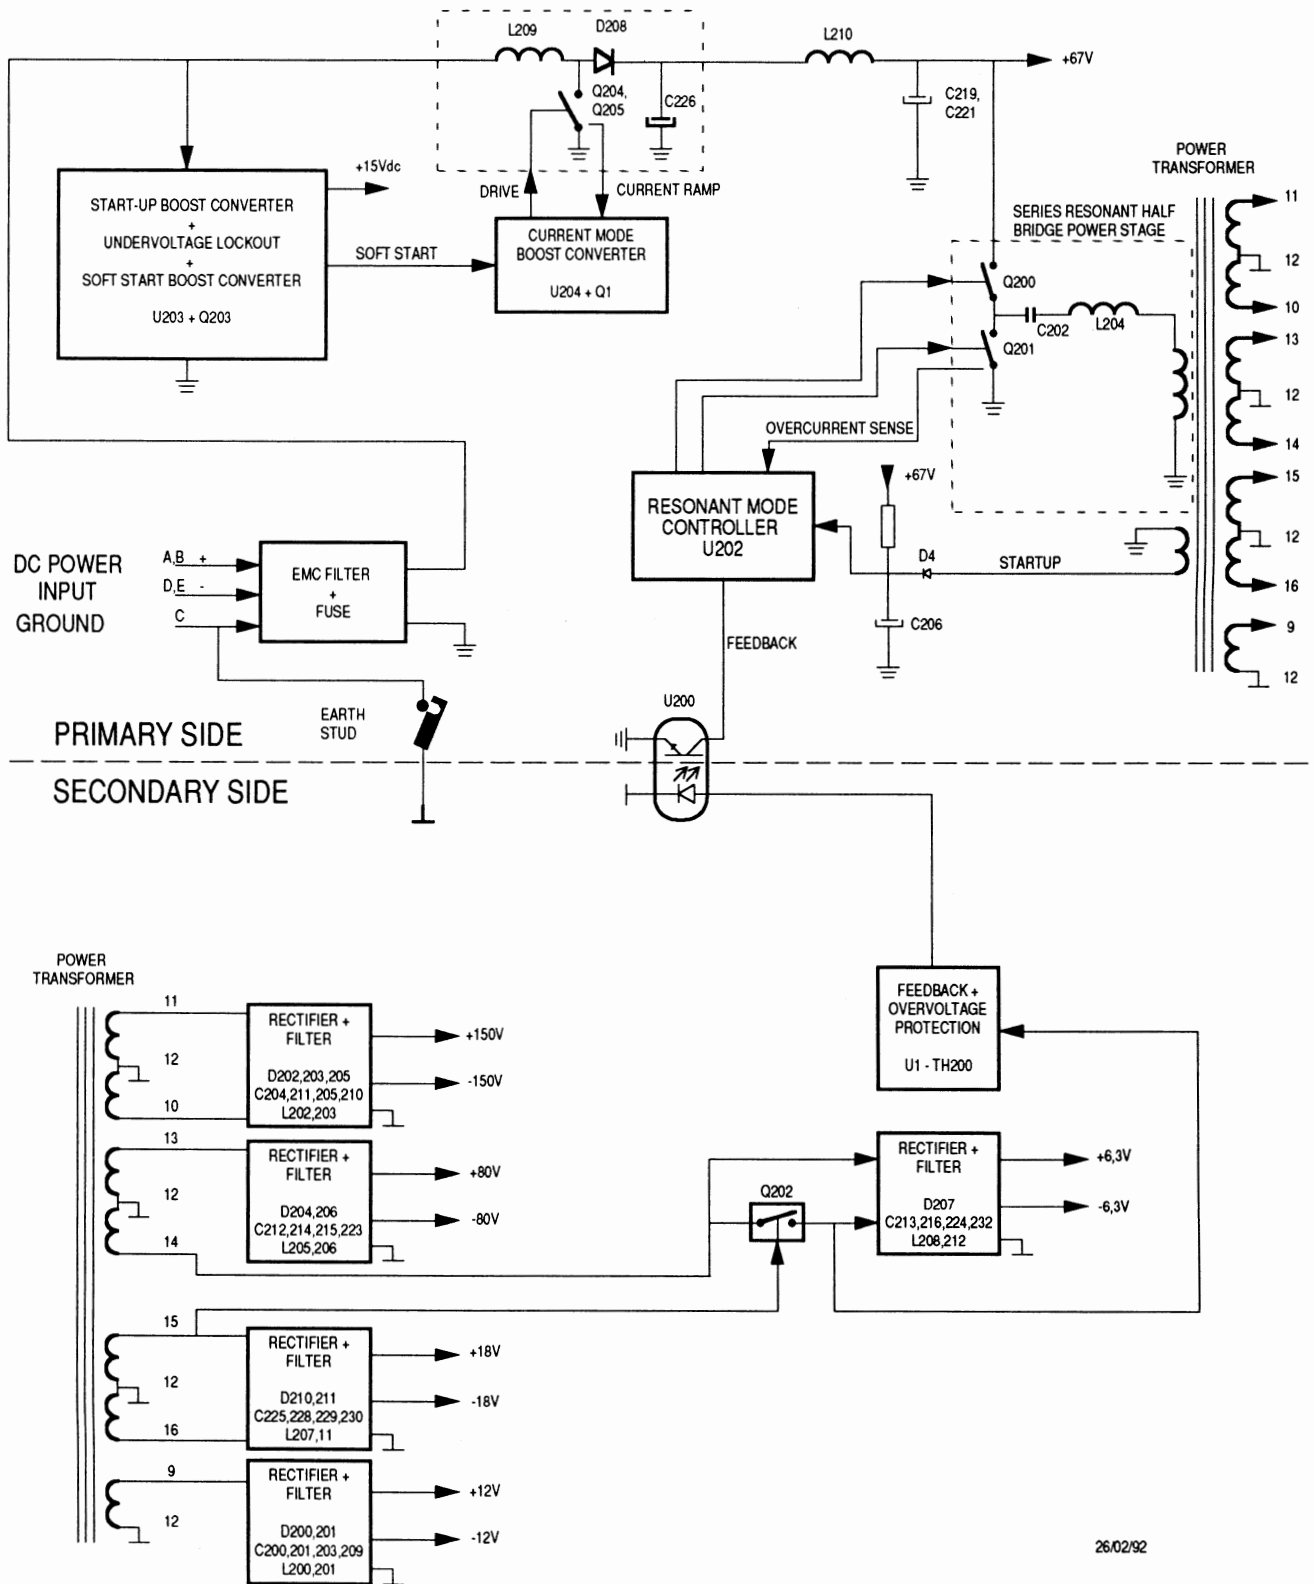 L209
D208
L210
+67V
Q204,
Q205
C226
C219,
C221
POWER
TRANSFORMER
+15Vdc
DRIVE
CURRENT RAMP
START-UP BOOST CONVERTER
+
UNDERVOLTAGE LOCKOUT
+
SOFT START BOOST CONVERTER
U203 + Q203
SOFT START
CURRENT MODE
BOOST CONVERTER
U204 + Q1
SERIES RESONANT HALF
BRIDGE POWER STAGE
Q200
C202
L204
Q201
11
12
10
13
12
14
15
12
16
9
12
OVERCURRENT SENSE
+67V
RESONANT MODE
CONTROLLER
U202
D4
STARTUP
C206
FEEDBACK
DC POWER
INPUT
GROUND
A,B +
D,E -
C
EMC FILTER
+
FUSE
EARTH
STUD
U200
PRIMARY SIDE
SECONDARY SIDE
POWER
TRANSFORMER
11
12
10
RECTIFIER +
FILTER
D202,203,205
C204,211,205,210
L202,203
+150V
-150V
13
12
14
RECTIFIER +
FILTER
D204,206
C212,214,215,223
L205,206
+80V
-80V
FEEDBACK +
OVERVOLTAGE
PROTECTION
U1 - TH200
Q202
RECTIFIER +
FILTER
D207
C213,216,224,232
L208,212
+6,3V
-6,3V
15
12
16
RECTIFIER +
FILTER
D210,211
C225,228,229,230
L207,11
+18V
-18V
9
12
RECTIFIER +
FILTER
D200,201
C200,201,203,209
L200,201
+12V
-12V
26/02/92